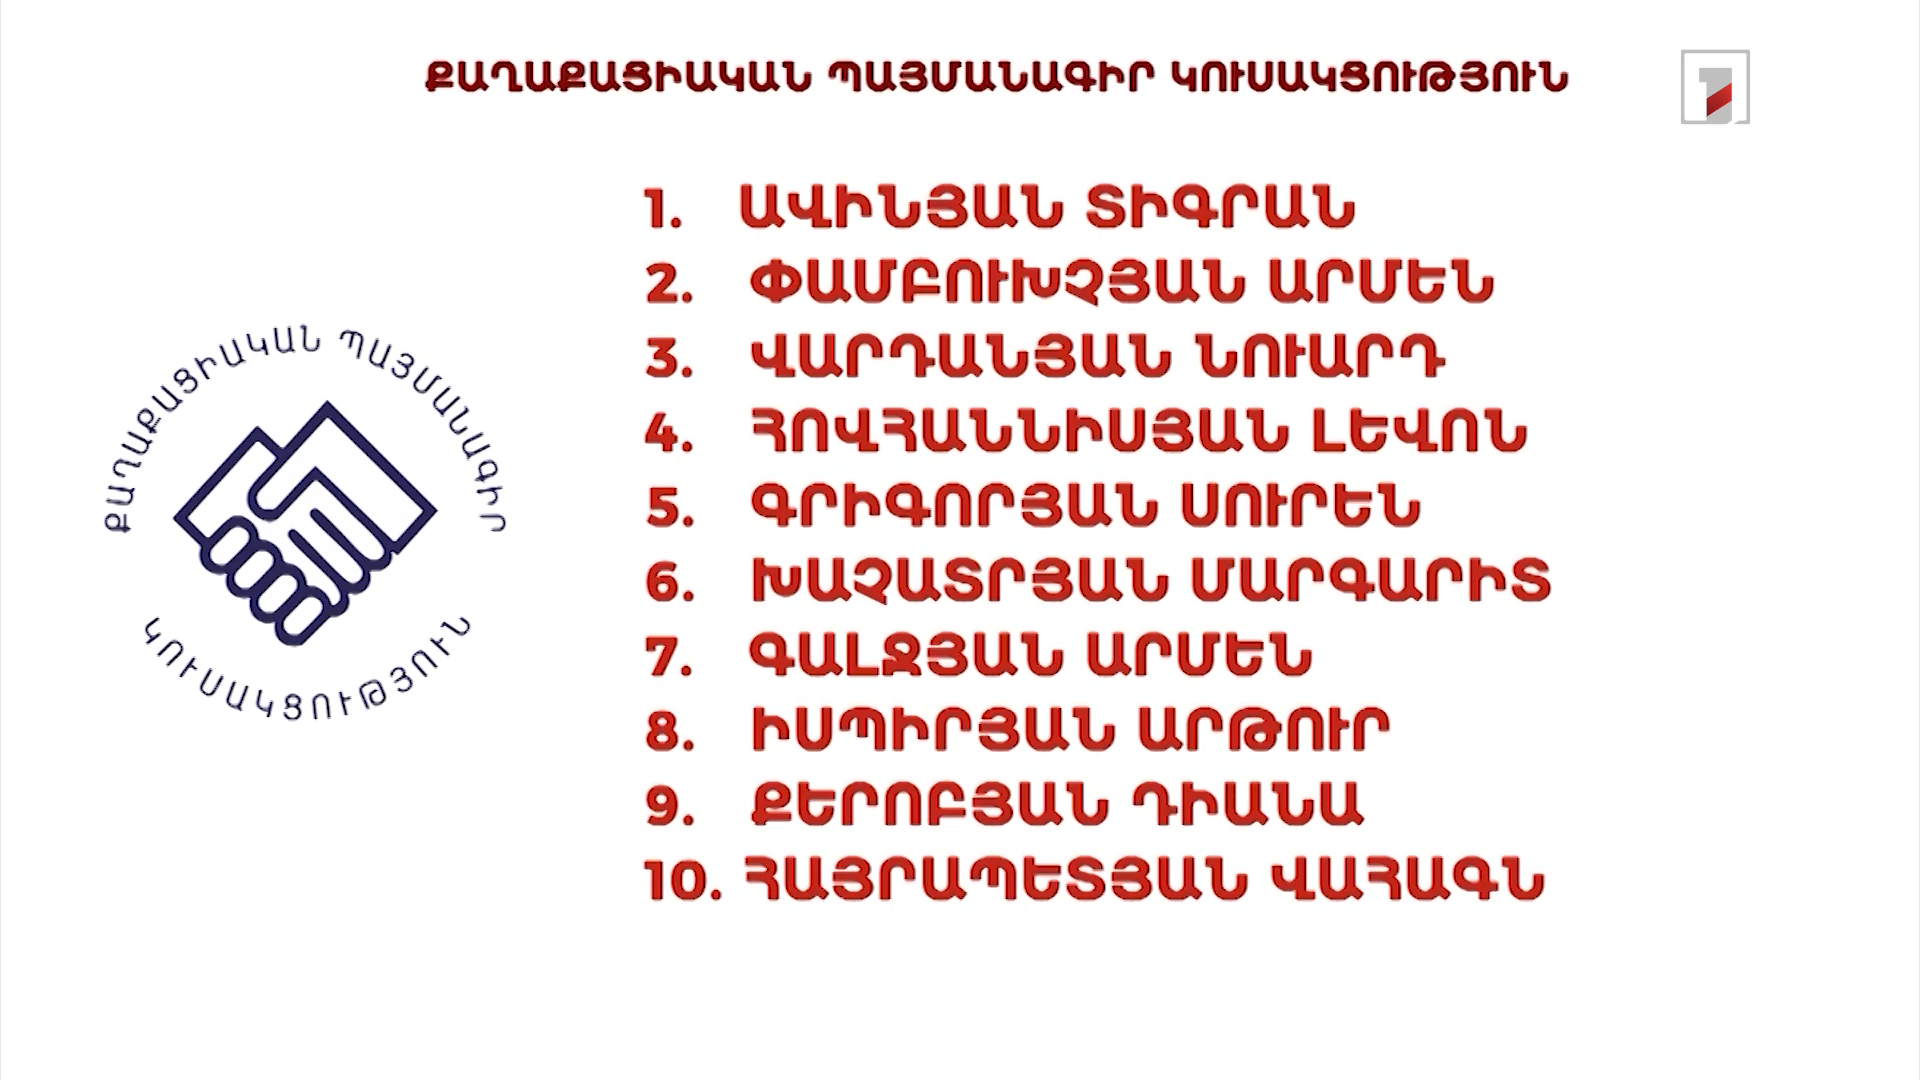 ՔԱՂԱՔԱՑԻԱԿԱՆ ՊԱՅՄԱՆԱԳԻՐ ԿՈՒՍԱԿՑՈՒԹՅՈՒՆ
1. ԱՎԻՆՅԱՆ ՏԻԳՐԱՆ
2. ՓԱՄԲՈՒԽՉՅԱՆ ԱՐՄԵՆ
3. ՎԱՐԴԱՆՅԱՆ ՆՈՒԱՐԴ
4. ՀՈՎՀԱՆՆԻՍՅԱՆ ԼԵՎՈՆ
5. ԳՐԻԳՈՐՅԱՆ ՍՈՒՐԵՆ
6. ԽԱՉԱՏՐՅԱՆ ՄԱՐԳԱՐԻՏ
7. ԳԱԼՋՅԱՆ ԱՐՄԵՆ
8. ԻՍՊԻՐՅԱՆ ԱՐԹՈՒՐ
9. ՔԵՐՈԲՅԱՆ ԴԻԱՆԱ
10. ՀԱՅՐԱՊԵՏՅԱՆ ՎԱՀԱԳՆ
ՔԱՂԱՔԱՑԻԱԿԱՆ ՊԱՅՄԱՆԱԳԻՐ
ԿՈՒՍԱԿՑՈՒԹՅՈՒՆ
1